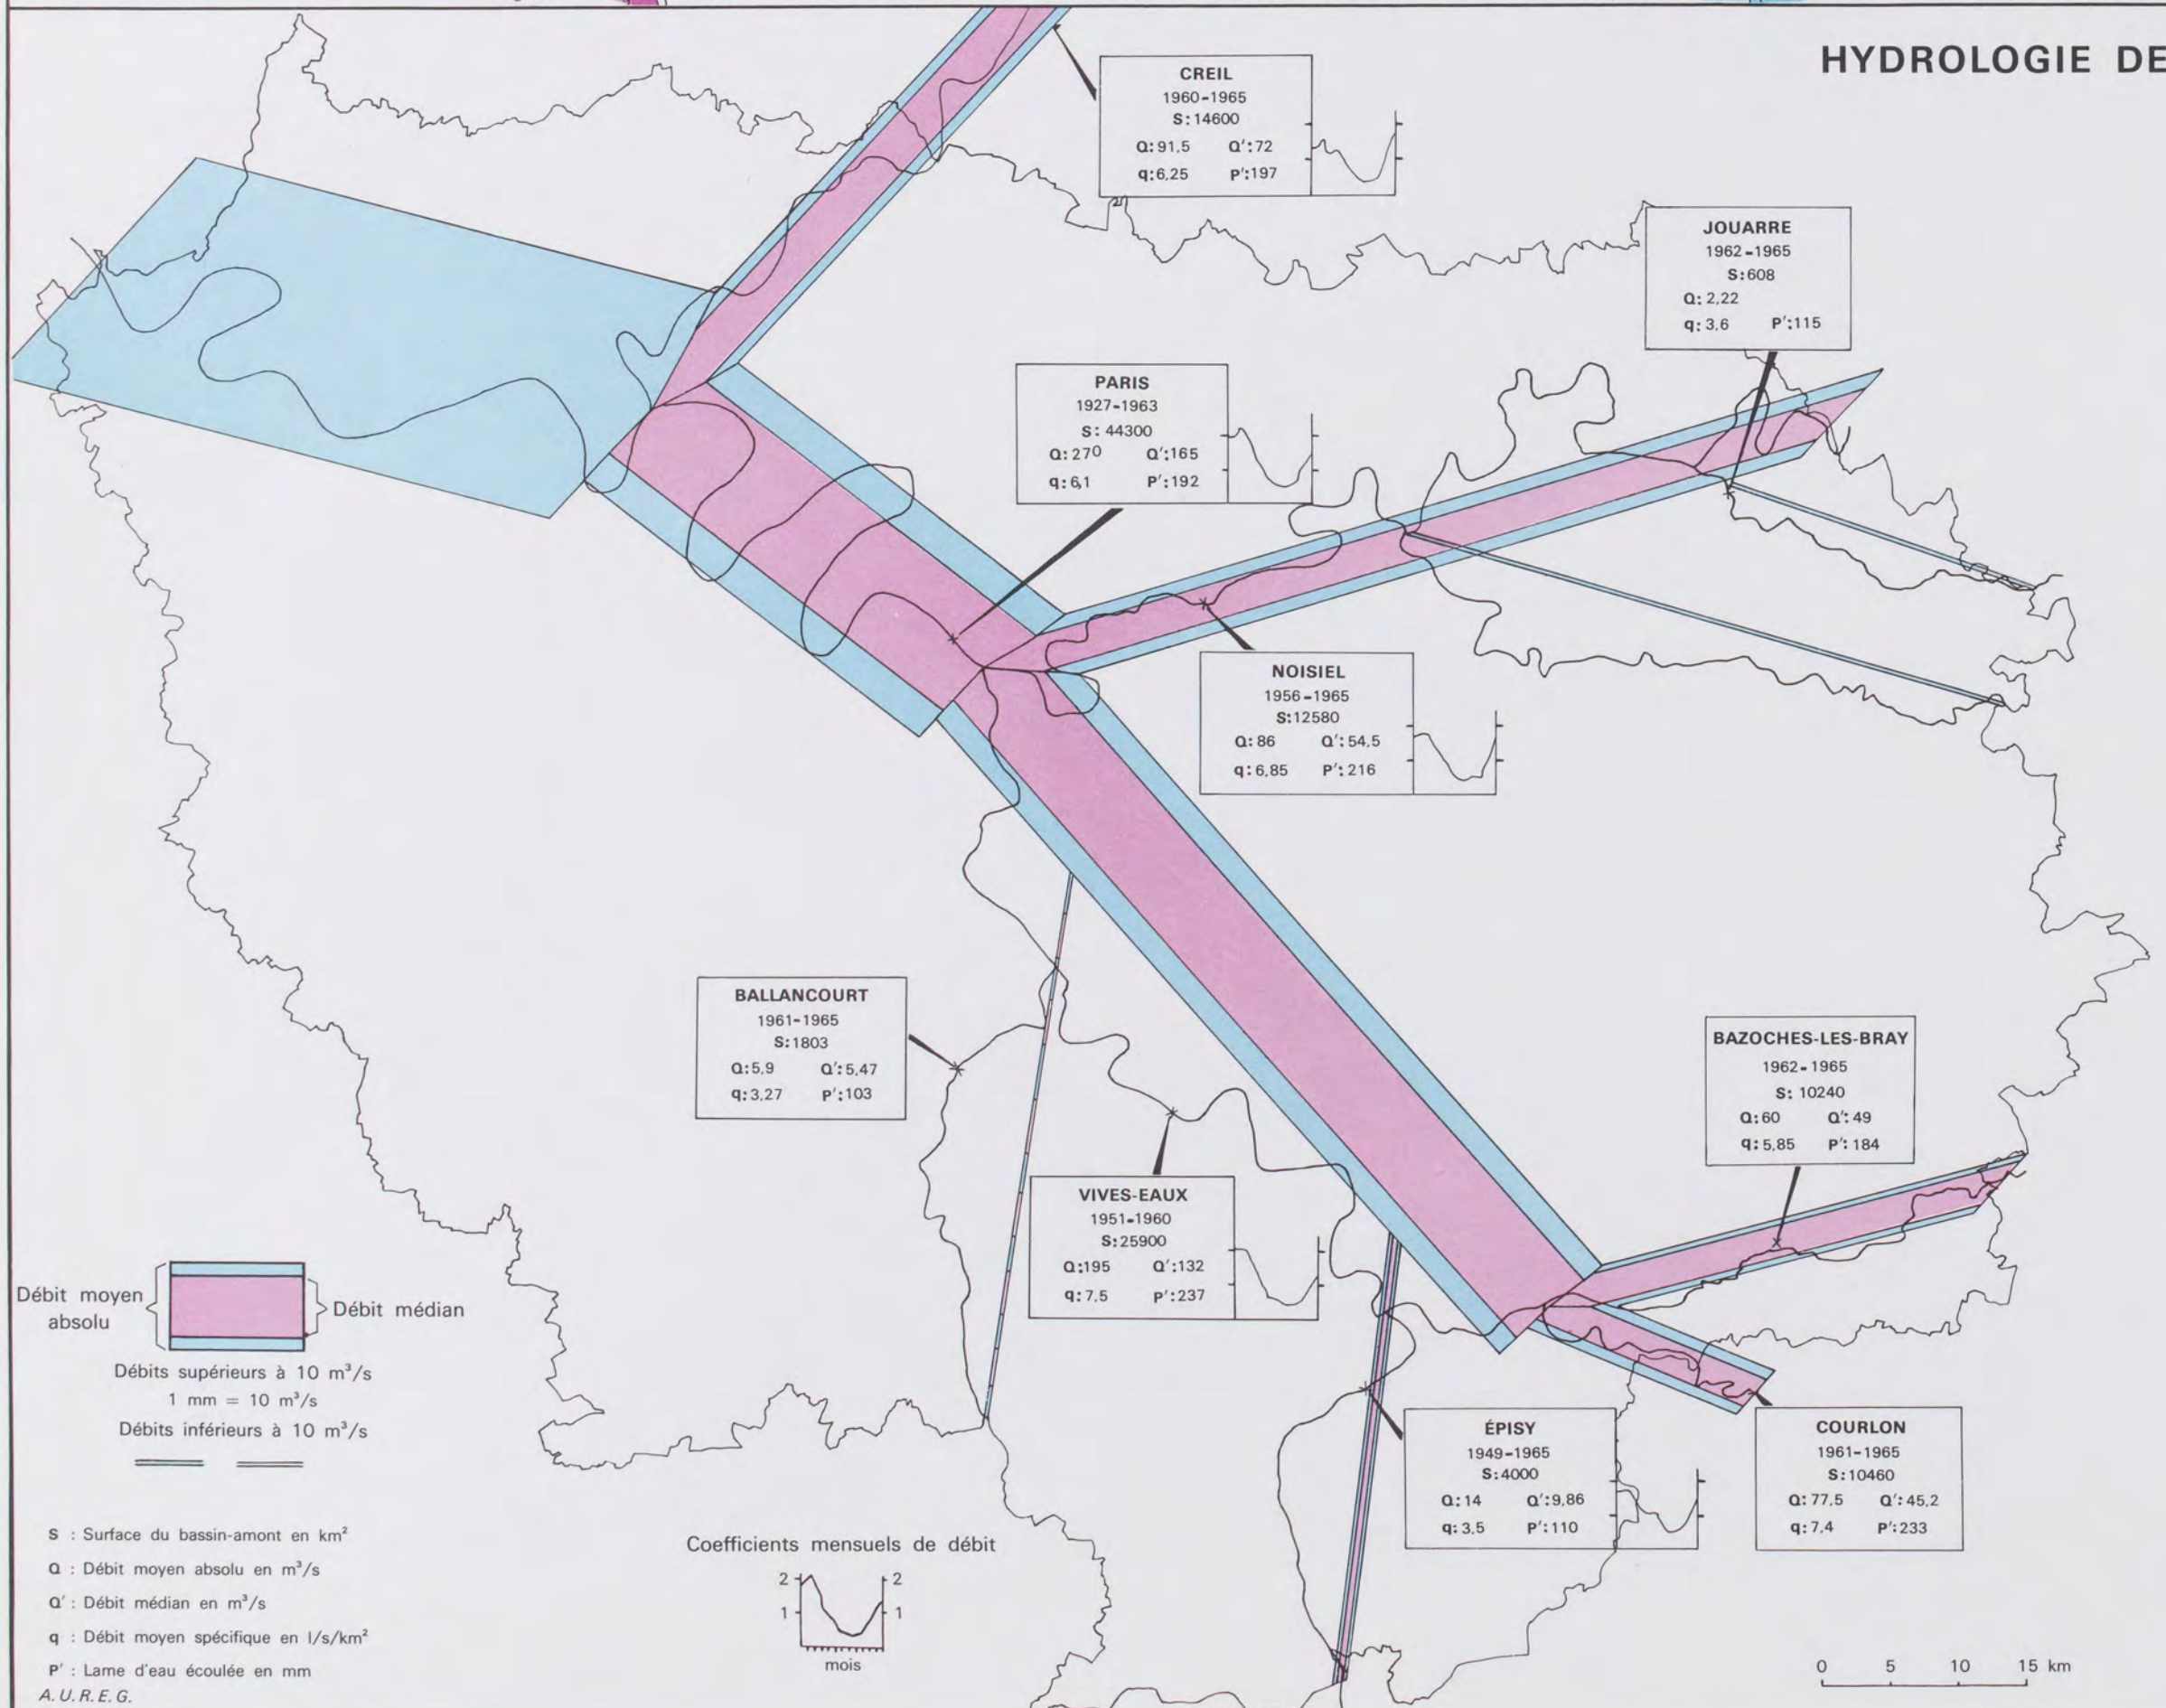 HYDROLOGIE DE
CREIL
1960-1965
S:14600
Q:91,5 Q':72
q:6,25 P':197
JOUARRE
1962-1965
S:608
Q: 2,22
q: 3,6 P':115
PARIS
1927-1963
S: 44300
Q:270 Q':165
q:6,1 P':192
NOISIEL
1956-1965
S:12580
Q:86 Q':54,5
q:6,85 P':216
BALLANCOURT
1961-1965
S:1803
Q:5,9 Q':5,47
q:3,27 P':103
BAZOCHES-LES-BRAY
1962-1965
S: 10240
Q:60 Q':49
q:5,85 P':184
VIVES-EAUX
1951-1960
S:25900
Q:195 Q':132
q:7,5 P':237
ÉPISY
1949-1965
S:4000
Q:14 Q':9,86
q:3,5 P':110
COURLON
1961-1965
S:10460
Q:77,5 Q':45,2
q:7,4 P':233
Débit moyen
absolu
Débit médian
Débits supérieurs à 10 m³/s
1 mm = 10 m³/s
Débits inférieurs à 10 m³/s
S : Surface du bassin-amont en km²
Q : Débit moyen absolu en m³/s
Q' : Débit médian en m³/s
q : Débit moyen spécifique en l/s/km²
P' : Lame d'eau écoulée en mm
A.U.R.E.G.
Coefficients mensuels de débit
2 2
1 1
mois
0 5 10 15 km